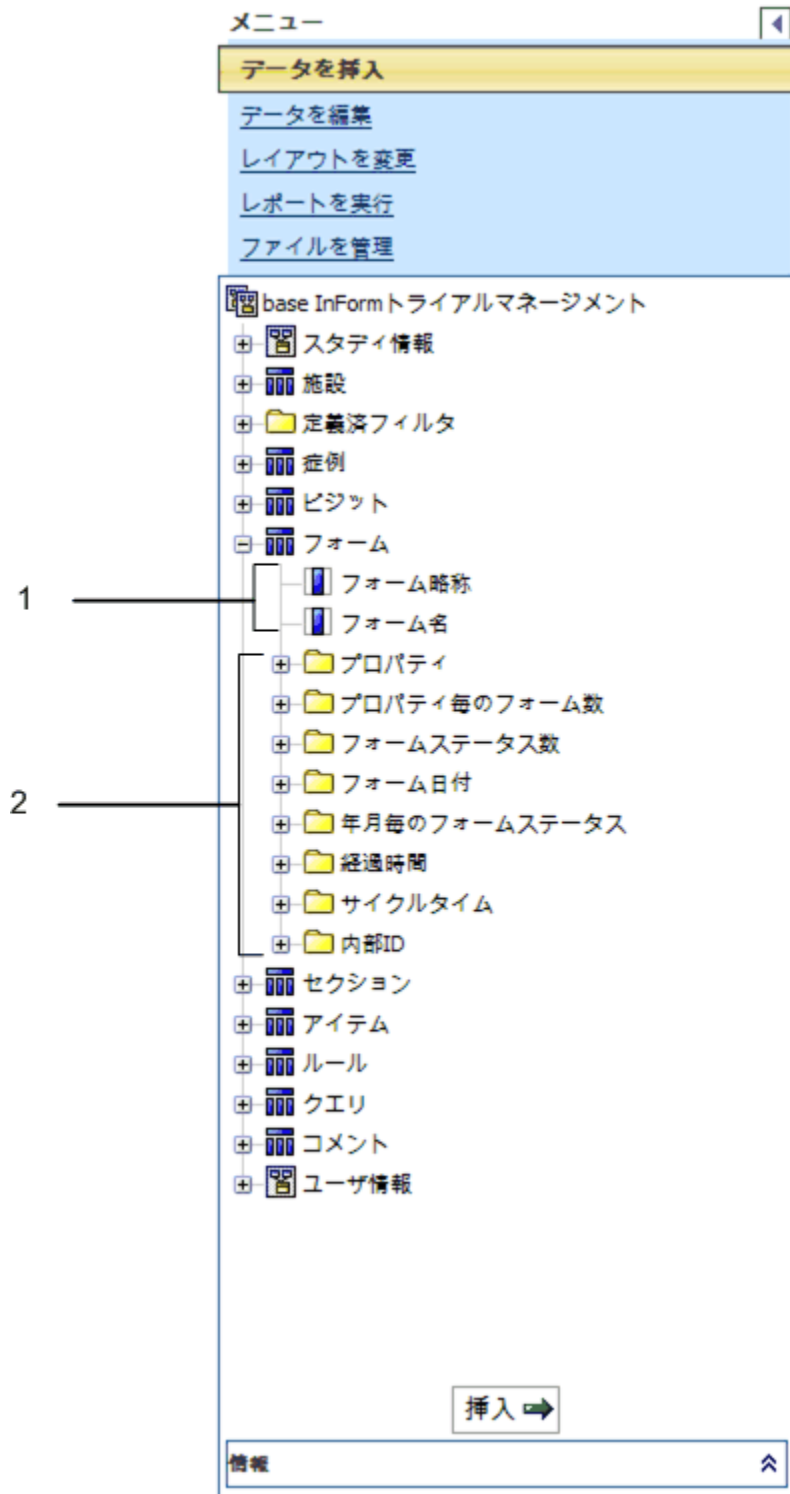 メニュー
データを挿入
データを編集
レイアウトを変更
レポートを実行
ファイルを管理
base InFormトライアルマネージメント
スタディ情報
施設
定義済フィルタ
症例
ビジット
フォーム
1
フォーム略称
フォーム名
プロパティ
プロパティ毎のフォーム数
フォームステータス数
2
フォーム日付
年月毎のフォームステータス
経過時間
サイクルタイム
内部ID
セクション
アイテム
ルール
クエリ
コメント
ユーザ情報
挿入
情報